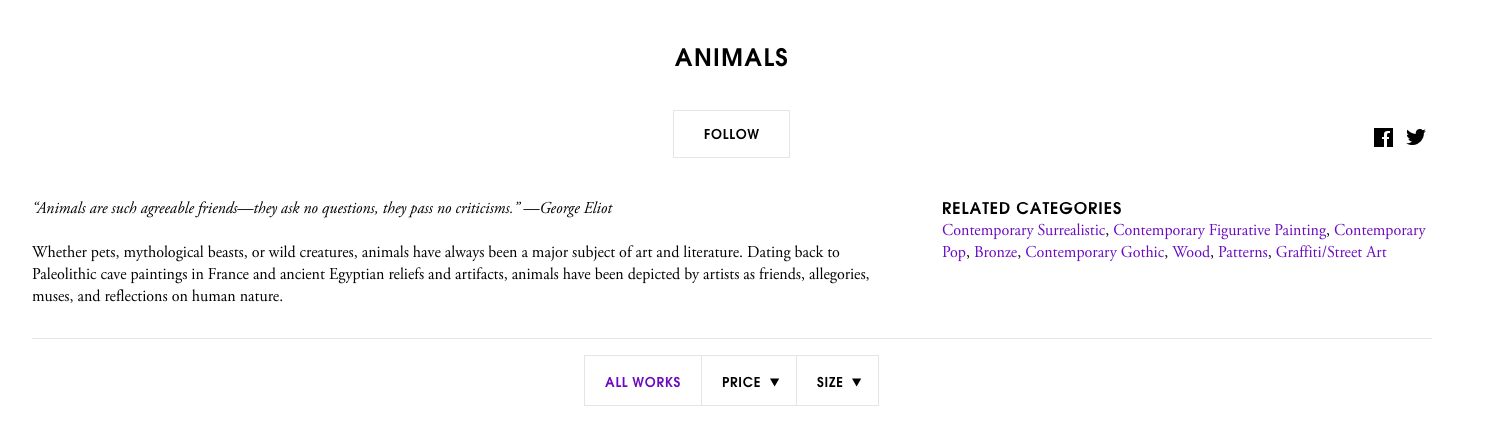 ANIMALS
FOLLOW
“Animals are such agreeable friends—they ask no questions, they pass no criticisms.” —George Eliot
Whether pets, mythological beasts, or wild creatures, animals have always been a major subject of art and literature. Dating back to
Paleolithic cave paintings in France and ancient Egyptian reliefs and artifacts, animals have been depicted by artists as friends, allegories,
muses, and reflections on human nature.
RELATED CATEGORIES
Contemporary Surrealistic, Contemporary Figurative Painting, Contemporary
Pop, Bronze, Contemporary Gothic, Wood, Patterns, Graffiti/Street Art
ALL WORKS PRICE ▼ SIZE ▼